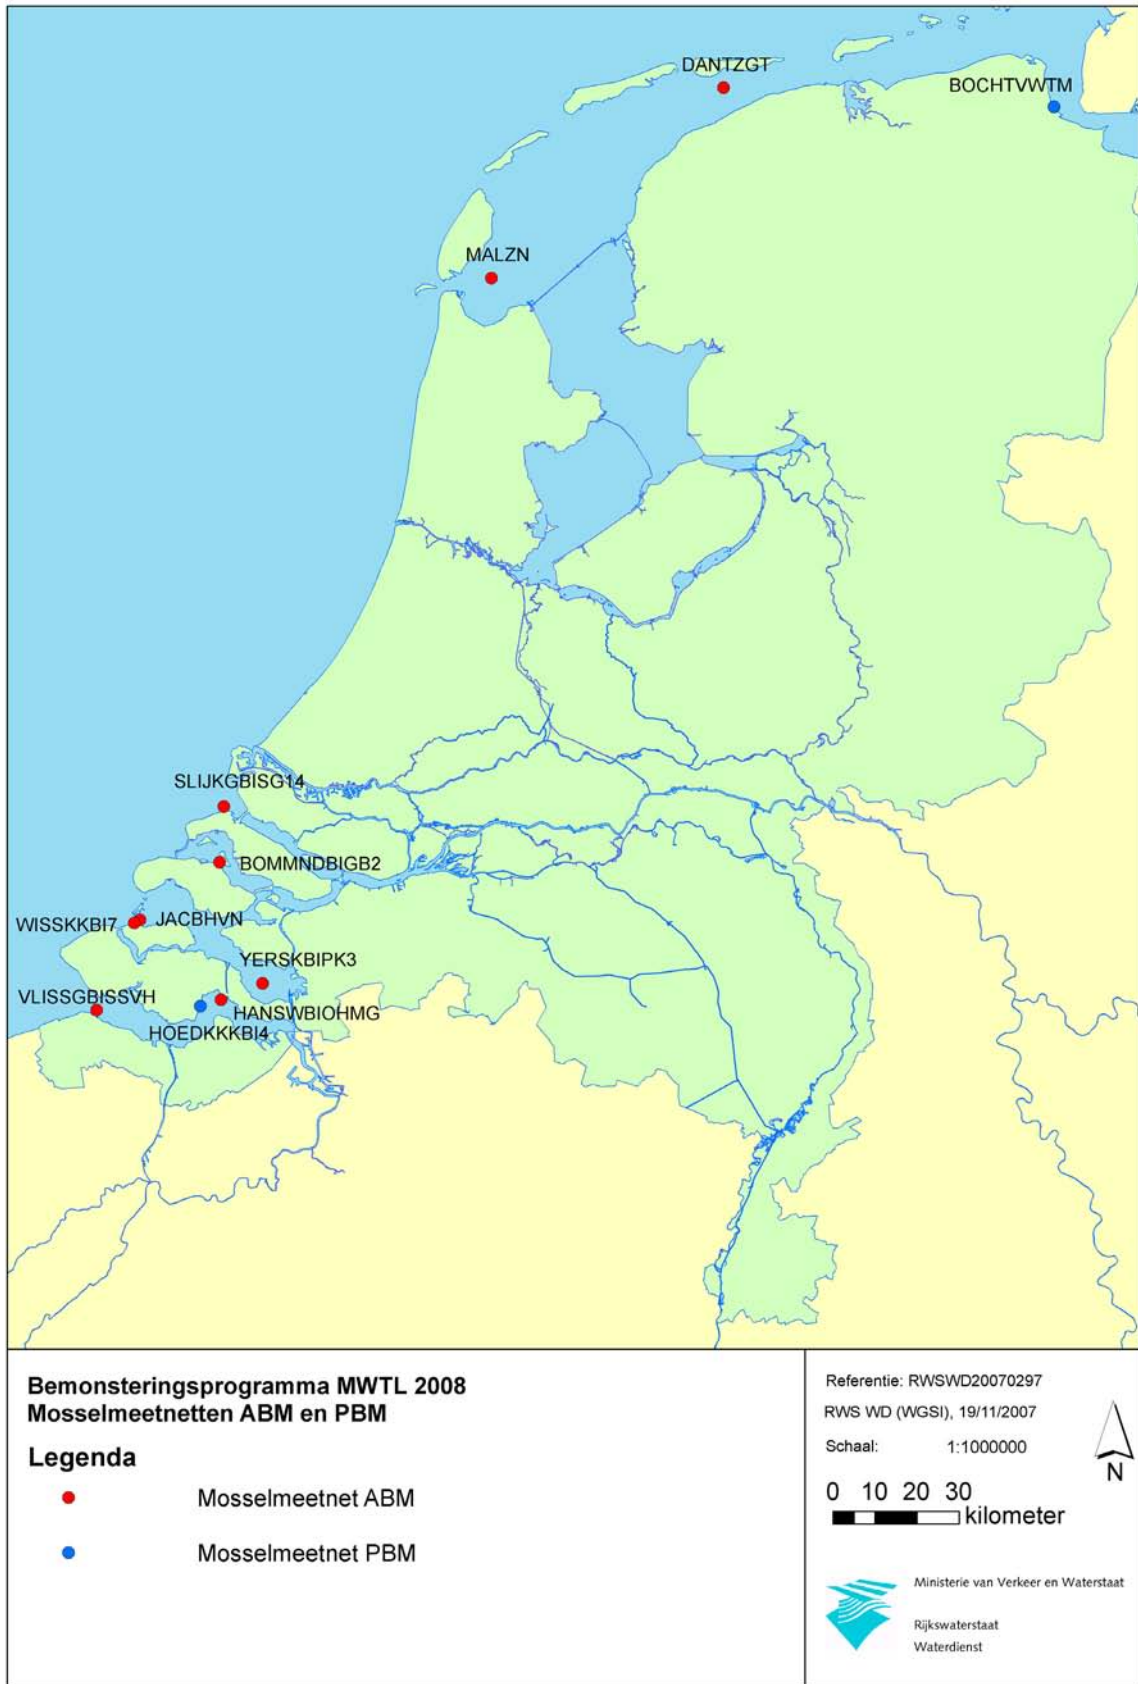 DANTZGT
BOCHTVWTM
MALZN
SLIJKGBISG14
BOMMNDBIGB2
WISSKKBI7
JACBHVN
YERSKBIPK3
VLISSGBISSVH
HANSWBIOHMG
HOEDKKKBI4
Bemonsteringsprogramma MWTL 2008
Mosselmeetnetten ABM en PBM
Legenda
Mosselmeetnet ABM
Mosselmeetnet PBM
Referentie: RWSWD20070297
RWS WD (WGSI), 19/11/2007
Schaal: 1:1000000
N
0 10 20 30
kilometer
Ministerie van Verkeer en Waterstaat
Rijkswaterstaat
Waterdienst